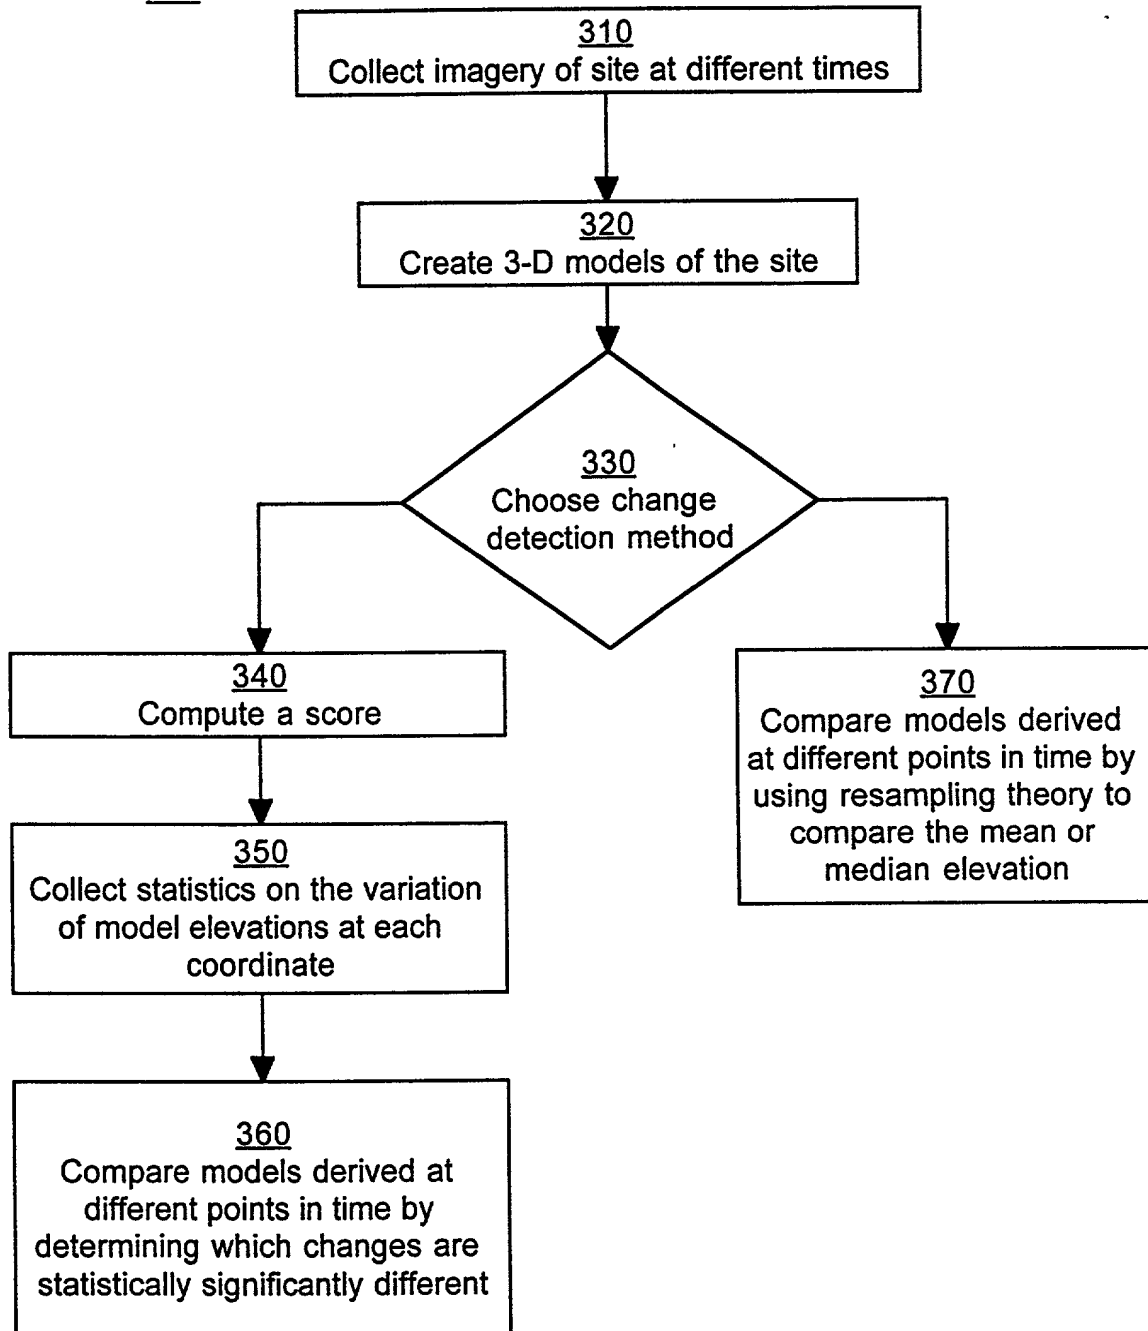 310
Collect imagery of site at different times
320
Create 3-D models of the site
330
Choose change
detection method
340
Compute a score
350
Collect statistics on the variation
of model elevations at each
coordinate
360
Compare models derived at
different points in time by
determining which changes are
statistically significantly different
370
Compare models derived
at different points in time by
using resampling theory to
compare the mean or
median elevation